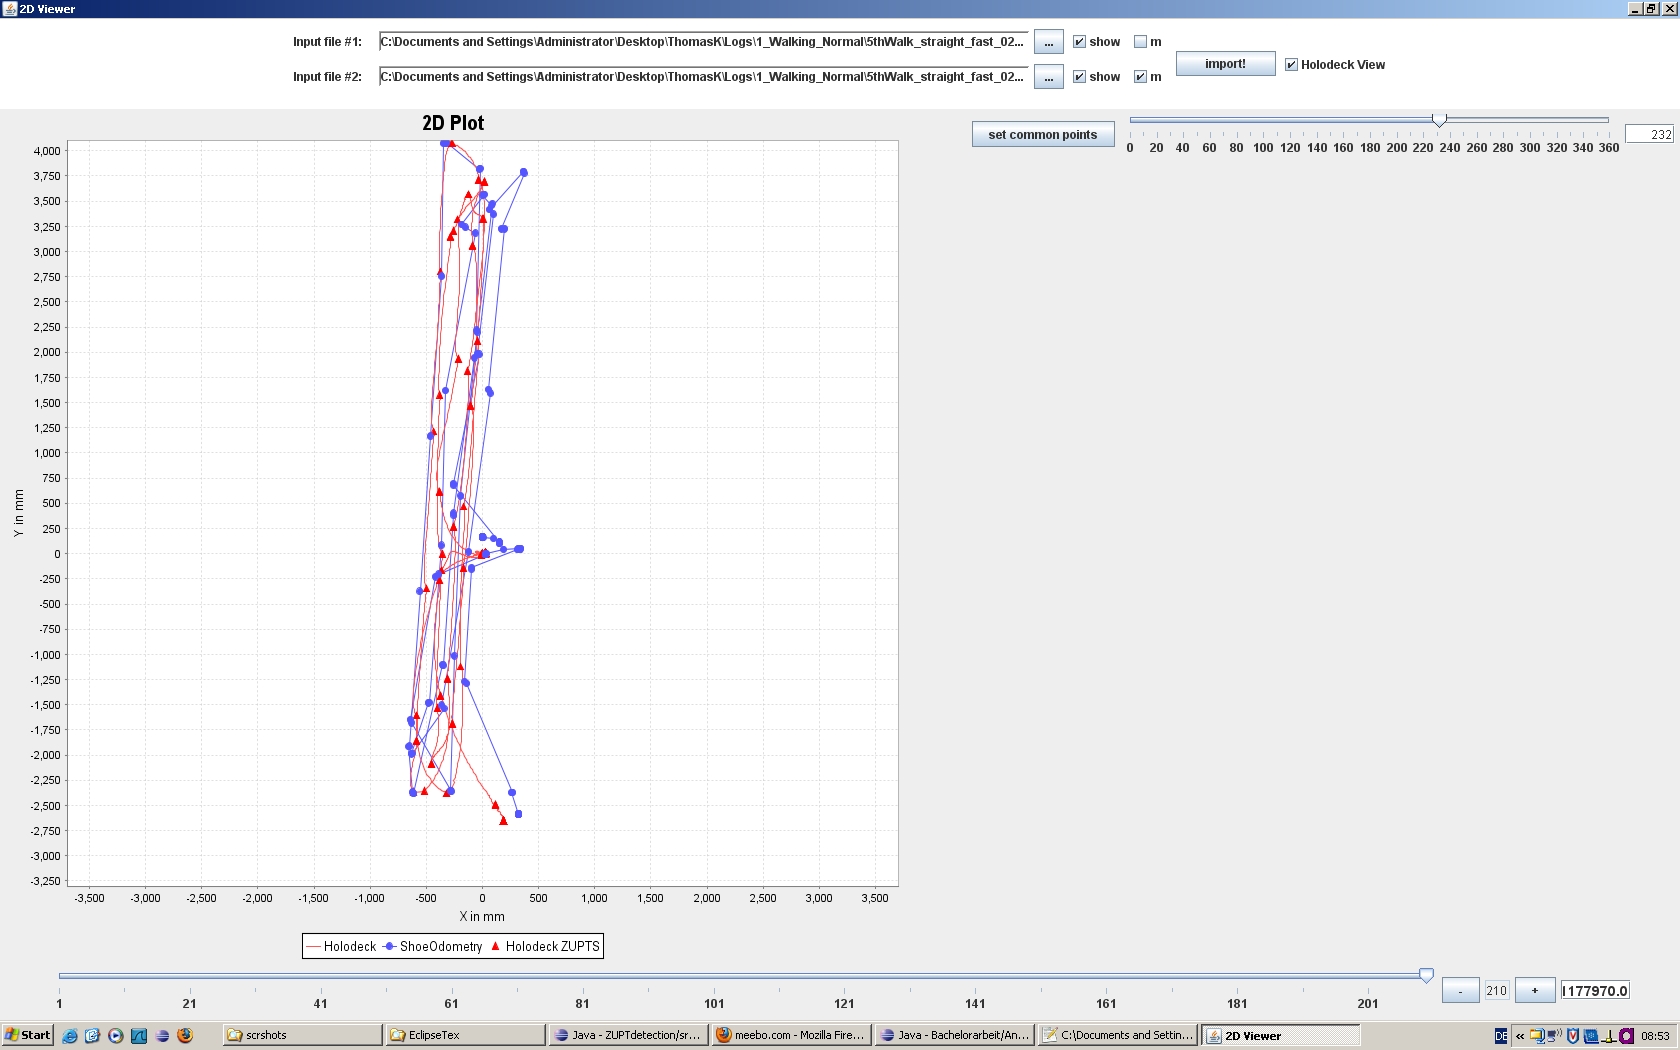 2D Viewer
Input file #1: C:\Documents and Settings\Administrator\Desktop\ThomasK\Logs\1_Walking_Normal\5thWalk_straight_fast_02... ... show m
import! Holodeck View
Input file #2: C:\Documents and Settings\Administrator\Desktop\ThomasK\Logs\1_Walking_Normal\5thWalk_straight_fast_02... ... show m
2D Plot
set common points
232
0 20 40 60 80 100 120 140 160 180 200 220 240 260 280 300 320 340 360
4,000
3,750
3,500
3,250
3,000
2,750
2,500
2,250
2,000
1,750
1,500
1,250
1,000
750
500
250
0
-250
-500
-750
-1,000
-1,250
-1,500
-1,750
-2,000
-2,250
-2,500
-2,750
-3,000
-3,250
Y in mm
-3,500 -3,000 -2,500 -2,000 -1,500 -1,000 -500 0 500 1,000 1,500 2,000 2,500 3,000 3,500
X in mm
Holodeck ShoeOdometry Holodeck ZUPTS
1 21 41 61 81 101 121 141 161 181 201
- 210 + 1177970.0
Start scrshots EclipseTex Java - ZUPTdetection/sr... meebo.com - Mozilla Fire... Java - Bachelorarbeit/An... C:\Documents and Settin... 2D Viewer DE « 08:53